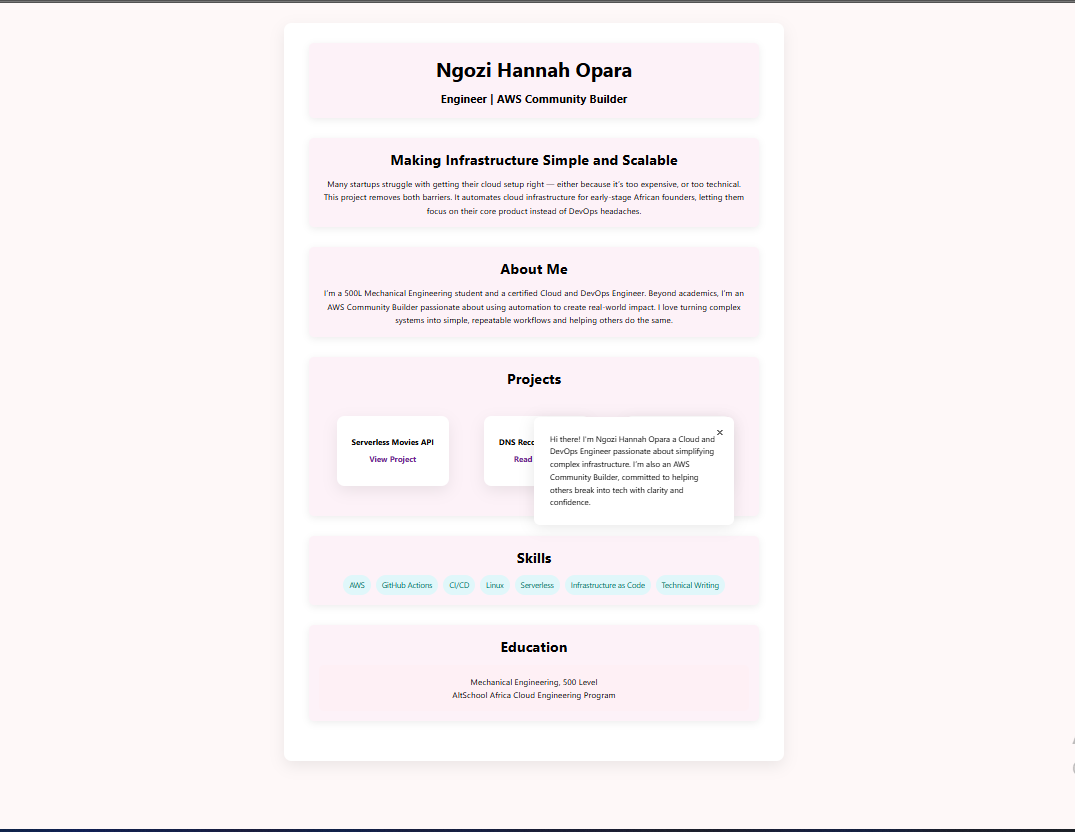 Ngozi Hannah Opara
Engineer | AWS Community Builder
Making Infrastructure Simple and Scalable
Many startups struggle with getting their cloud setup right — either because it's too expensive, or too technical.
This project removes both barriers. It automates cloud infrastructure for early-stage African founders, letting them
focus on their core product instead of DevOps headaches.
About Me
I'm a 500L Mechanical Engineering student and a certified Cloud and DevOps Engineer. Beyond academics, I'm an
AWS Community Builder passionate about using automation to create real-world impact. I love turning complex
systems into simple, repeatable workflows and helping others do the same.
Projects
Serverless Movies API
View Project
DNS
Read
×
Hi there! I'm Ngozi Hannah Opara a Cloud and
DevOps Engineer passionate about simplifying
complex infrastructure. I'm also an AWS
Community Builder, committed to helping
others break into tech with clarity and
confidence.
Skills
AWS GitHub Actions CI/CD Linux Serverless Infrastructure as Code Technical Writing
Education
Mechanical Engineering, 500 Level
AltSchool Africa Cloud Engineering Program